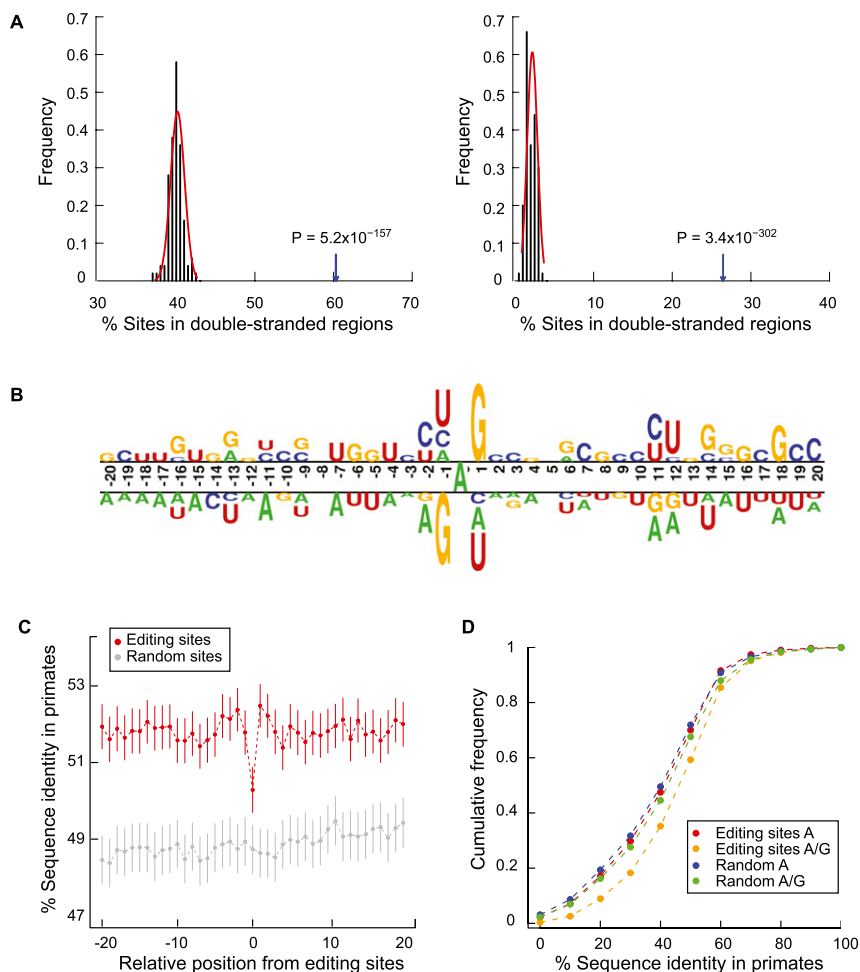 A
0.7
0.6
0.5
0.4
0.3
0.2
0.1
0
Frequency
P = 5.2x10−157
30 40 50 60 70
% Sites in double-stranded regions
0.7
0.6
0.5
0.4
0.3
0.2
0.1
0
Frequency
P = 3.4x10−302
0 10 20 30 40
% Sites in double-stranded regions
B
-20 -19 -18 -17 -16 -15 -14 -13 -12 -11 -10 -9 -8 -7 -6 -5 -4 -3 -2 -1 A 1 2 3 4 5 6 7 8 9 10 11 12 13 14 15 16 17 18 19 20
C
Editing sites
Random sites
53
51
49
47
% Sequence identity in primates
-20 -10 0 10 20
Relative position from editing sites
D
1
0.8
0.6
0.4
0.2
0
Cumulative frequency
Editing sites A
Editing sites A/G
Random A
Random A/G
0 20 40 60 80 100
% Sequence identity in primates